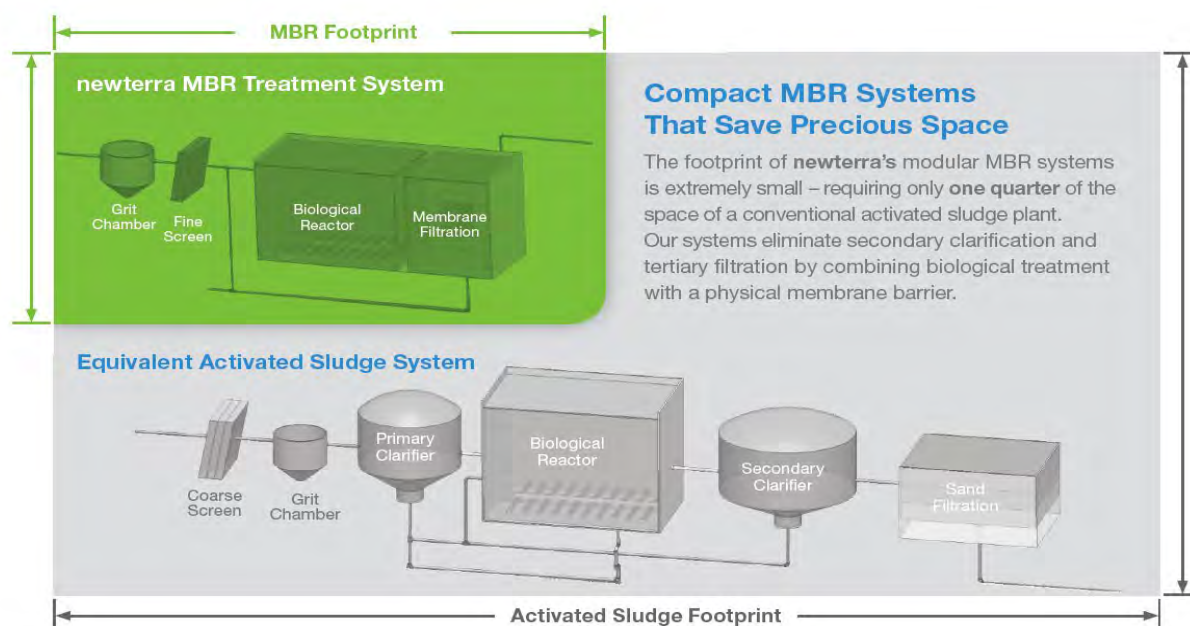 MBR Footprint
newterra MBR Treatment System
Grit
Chamber
Fine
Screen
Biological
Reactor
Membrane
Filtration
Compact MBR Systems
That Save Precious Space
The footprint of newterra's modular MBR systems
is extremely small – requiring only one quarter of the
space of a conventional activated sludge plant.
Our systems eliminate secondary clarification and
tertiary filtration by combining biological treatment
with a physical membrane barrier.
Equivalent Activated Sludge System
Coarse
Screen
Grit
Chamber
Primary
Clarifier
Biological
Reactor
Secondary
Clarifier
Sand
Filtration
Activated Sludge Footprint